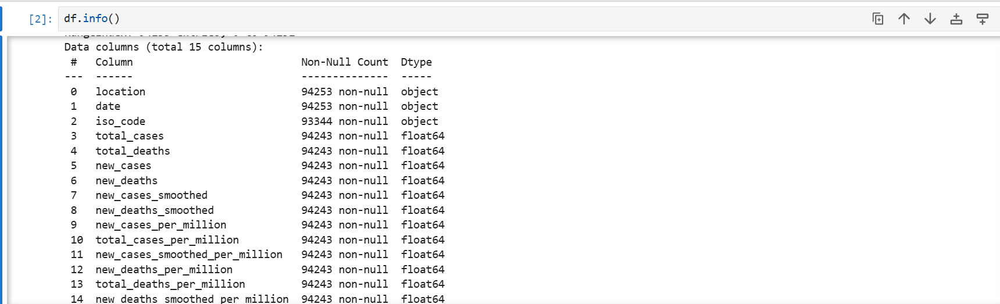 [2]: df.info()
Data columns (total 15 columns):
# Column Non-Null Count Dtype
--- ------ -------------- -----
0 location 94253 non-null object
1 date 94253 non-null object
2 iso_code 93344 non-null object
3 total_cases 94243 non-null float64
4 total_deaths 94243 non-null float64
5 new_cases 94243 non-null float64
6 new_deaths 94243 non-null float64
7 new_cases_smoothed 94243 non-null float64
8 new_deaths_smoothed 94243 non-null float64
9 new_cases_per_million 94243 non-null float64
10 total_cases_per_million 94243 non-null float64
11 new_cases_smoothed_per_million 94243 non-null float64
12 new_deaths_per_million 94243 non-null float64
13 total_deaths_per_million 94243 non-null float64
14 new_deaths_smoothed_per_million 94243 non-null float64